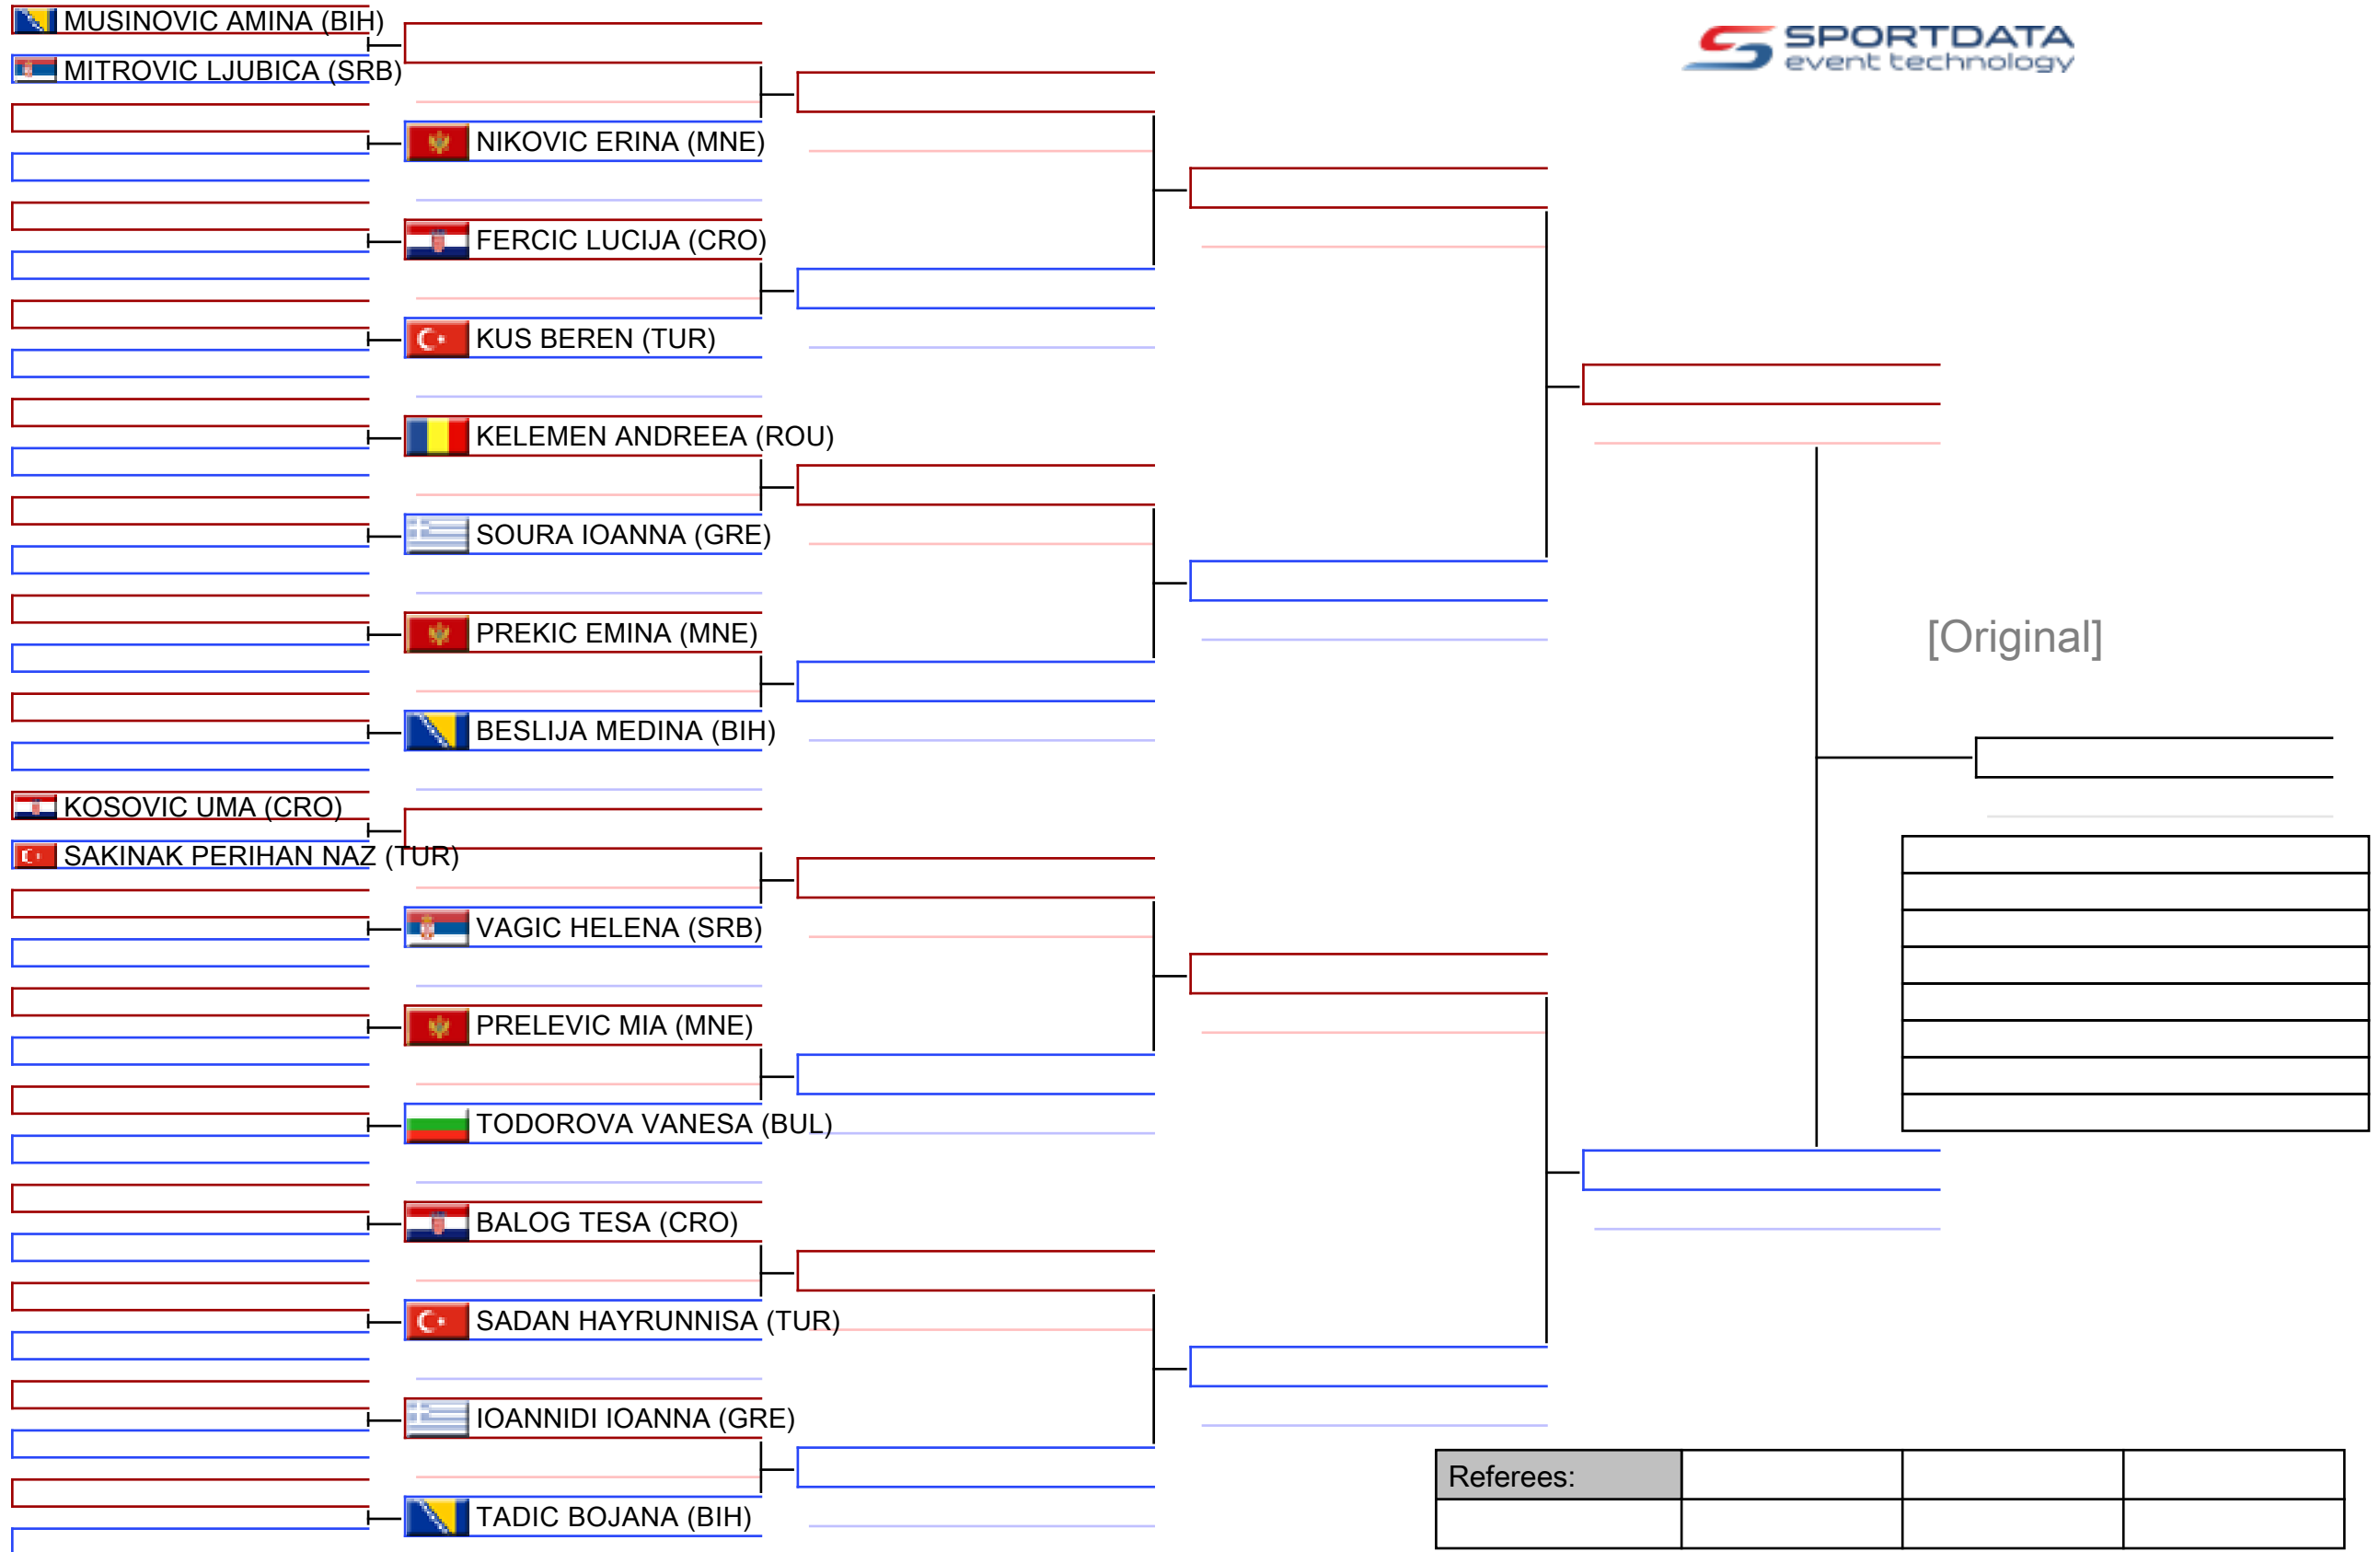 MUSINOVIC AMINA (BIH)
MITROVIC LJUBICA (SRB)
NIKOVIC ERINA (MNE)
FERCIC LUCIJA (CRO)
KUS BEREN (TUR)
KELEMEN ANDREEA (ROU)
SOURA IOANNA (GRE)
PREKIC EMINA (MNE)
BESLIJA MEDINA (BIH)
KOSOVIC UMA (CRO)
SAKINAK PERIHAN NAZ (TUR)
VAGIC HELENA (SRB)
PRELEVIC MIA (MNE)
TODOROVA VANESA (BUL)
BALOG TESA (CRO)
SADAN HAYRUNNISA (TUR)
IOANNIDI IOANNA (GRE)
TADIC BOJANA (BIH)
SPORTDATA
event technology
[Original]
Referees: